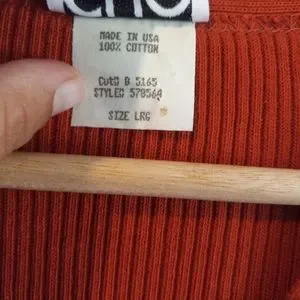 MADE IN USA
100% COTTON
Cut# B 5165
STYLE# 578564
SIZE LRG